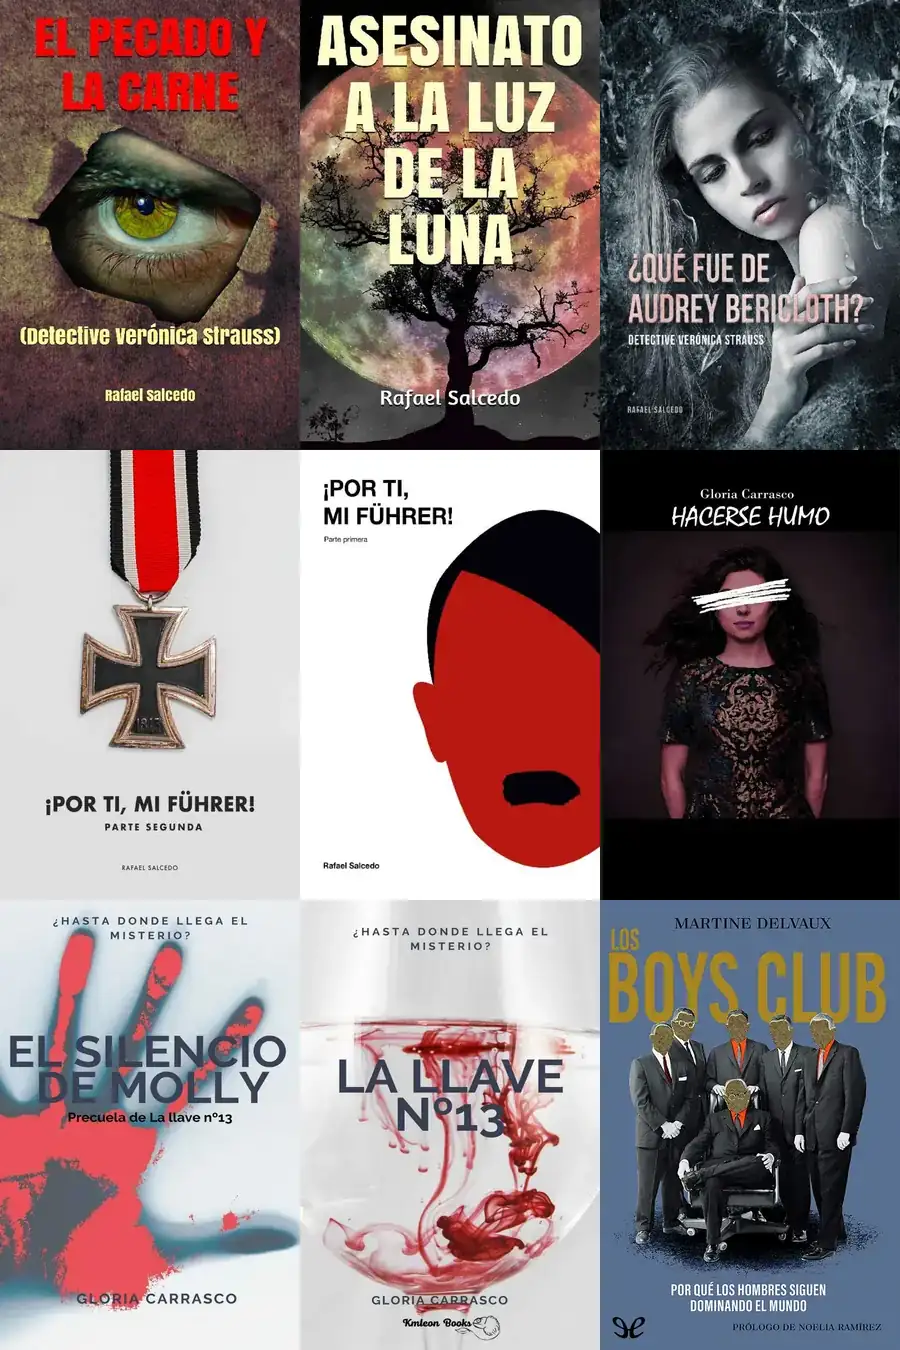 EL PECADO Y
LA CARNE
(Detective Verónica Strauss)
Rafael Salcedo
ASESINATO
A LA LUZ
DE LA
LUNA
Rafael Salcedo
¿QUÉ FUE DE
AUDREY BERICLOTH?
DETECTIVE VERÓNICA STRAUSS
RAFAEL SALCEDO
1813
¡POR TI, MI FÜHRER!
PARTE SEGUNDA
RAFAEL SALCEDO
¡POR TI,
MI FÜHRER!
Parte primera
Rafael Salcedo
Gloria Carrasco
HACERSE HUMO
¿HASTA DONDE LLEGA EL
MISTERIO?
EL SILENCIO
DE MOLLY
Precuela de La llave nº13
GLORIA CARRASCO
¿HASTA DONDE LLEGA EL
MISTERIO?
LA LLAVE
Nº13
GLORIA CARRASCO
Kmleon Books
MARTINE DELVAUX
LOS
BOYS CLUB
POR QUÉ LOS HOMBRES SIGUEN
DOMINANDO EL MUNDO
PRÓLOGO DE NOELIA RAMÍREZ